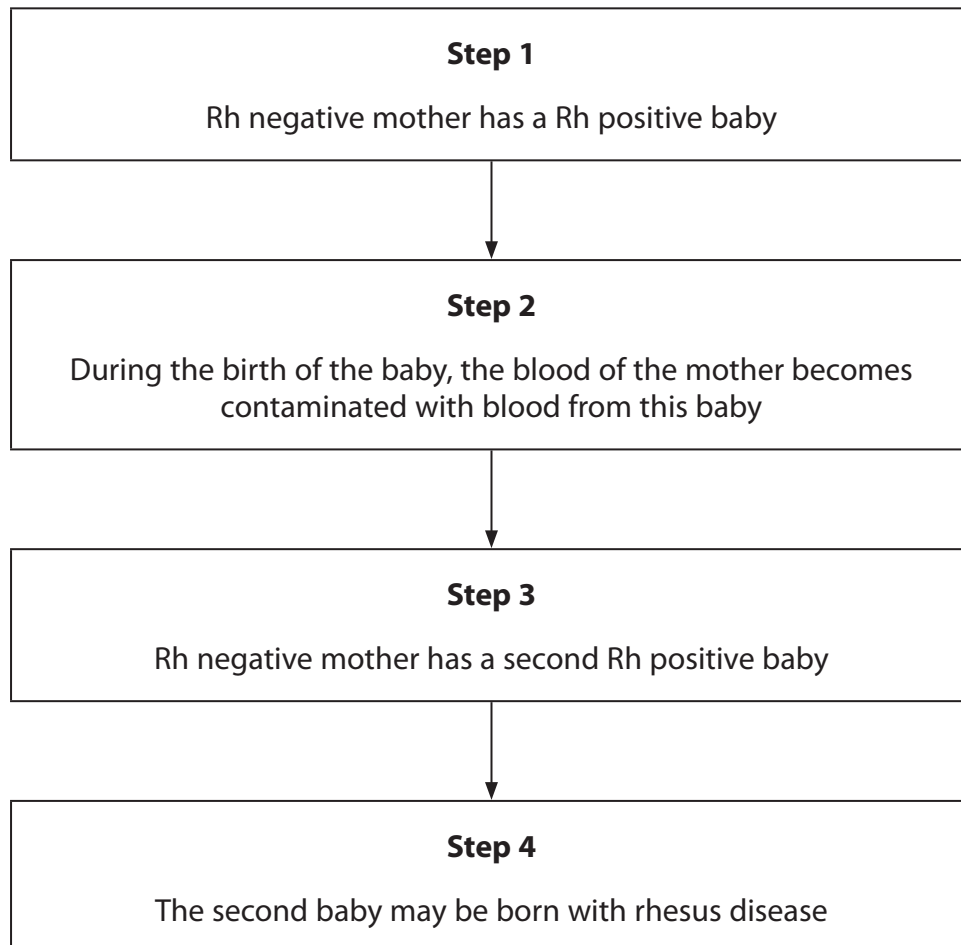 Step 1
Rh negative mother has a Rh positive baby
Step 2
During the birth of the baby, the blood of the mother becomes
contaminated with blood from this baby
Step 3
Rh negative mother has a second Rh positive baby
Step 4
The second baby may be born with rhesus disease